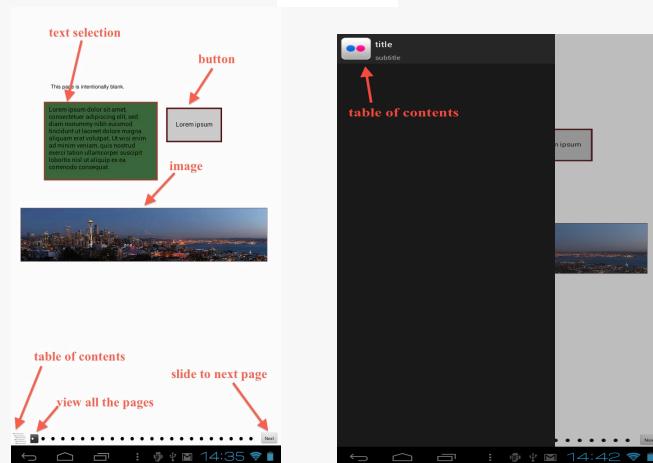 text selection
button
This page is intentionally blank.
Lorem ipsum dolor sit amet,
consectetuer adipiscing elit, sed
diam nonummy nibh euismod
tincidunt ut laoreet dolore magna
aliquam erat volutpat. Ut wisi enim
ad minim veniam, quis nostrud
exerci tation ullamcorper suscipit
lobortis nisl ut aliquip ex ea
commodo consequat.
Lorem ipsum
image
table of contents
slide to next page
view all the pages
Next
14:35
title
subtitle
table of contents
n ipsum
14:42